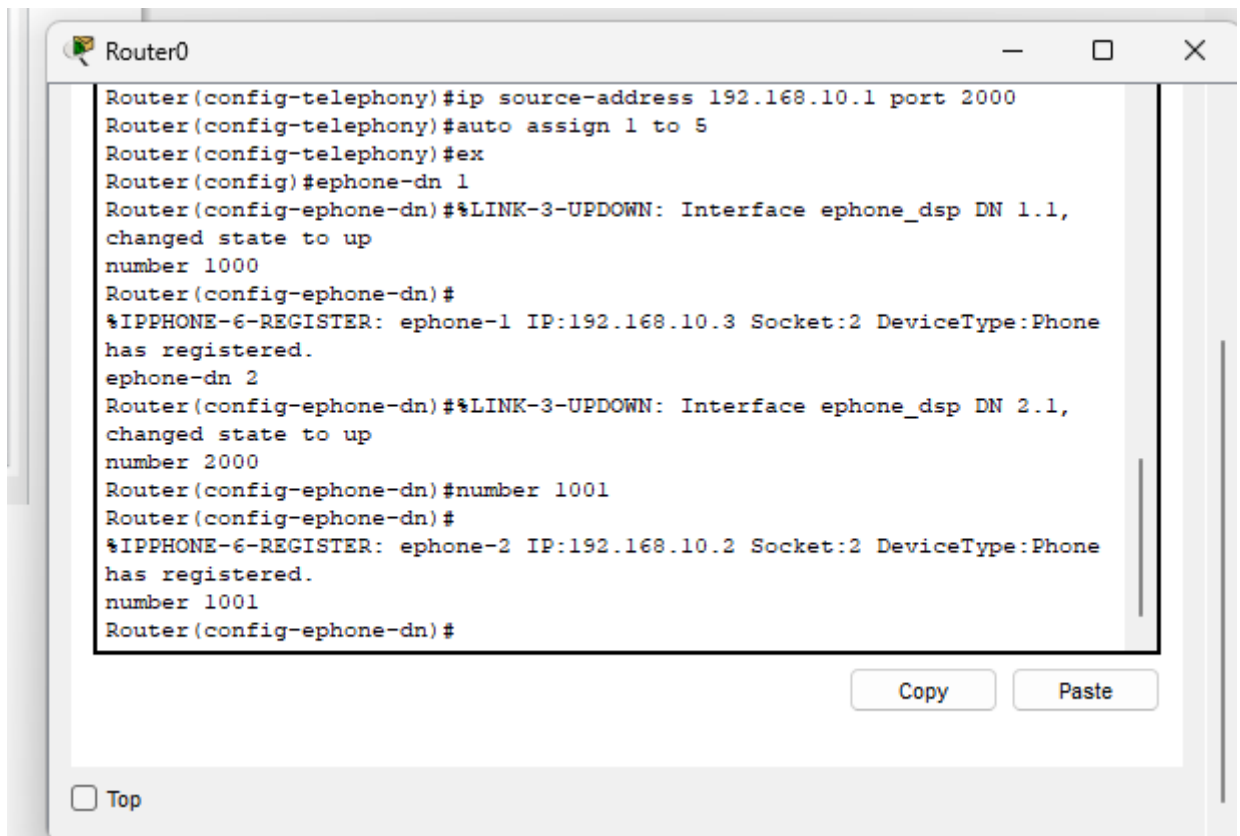 Router0
Router(config-telephony)#ip source-address 192.168.10.1 port 2000
Router(config-telephony)#auto assign 1 to 5
Router(config-telephony)#ex
Router(config)#ephone-dn 1
Router(config-ephone-dn)#%LINK-3-UPDOWN: Interface ephone_dsp DN 1.1,
changed state to up
number 1000
Router(config-ephone-dn)#
%IPPHONE-6-REGISTER: ephone-1 IP:192.168.10.3 Socket:2 DeviceType:Phone
has registered.
ephone-dn 2
Router(config-ephone-dn)#%LINK-3-UPDOWN: Interface ephone_dsp DN 2.1,
changed state to up
number 2000
Router(config-ephone-dn)#number 1001
Router(config-ephone-dn)#
%IPPHONE-6-REGISTER: ephone-2 IP:192.168.10.2 Socket:2 DeviceType:Phone
has registered.
number 1001
Router(config-ephone-dn)#
Copy Paste
Top